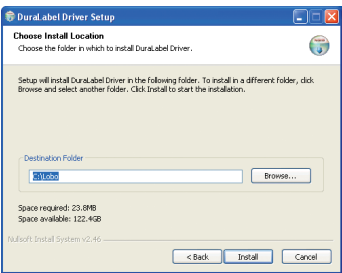 DuraLabel Driver Setup
Choose Install Location
Choose the folder in which to install DuraLabel Driver.
Setup will install DuraLabel Driver in the following folder. To install in a different folder, click
Browse and select another folder. Click Install to start the installation.
Destination Folder
C:\Lobo
Browse...
Space required: 23.8MB
Space available: 122.4GB
Nullsoft Install System v2.46
< Back
Install
Cancel